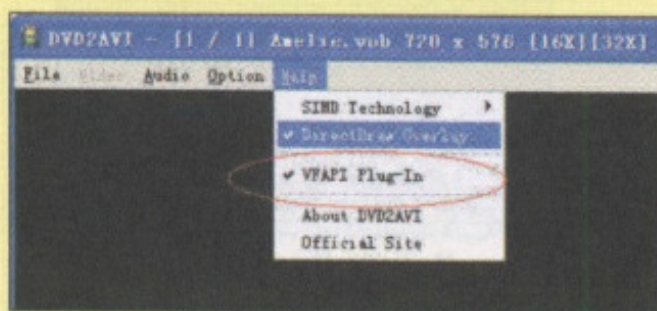 DVD2AVI - [1 / 1] Amelie.vob 720 x 576 [16X][32X]
File Video Audio Option Help
SIMD Technology
DirectDraw Overlay
VFAPI Plug-In
About DVD2AVI
Official Site